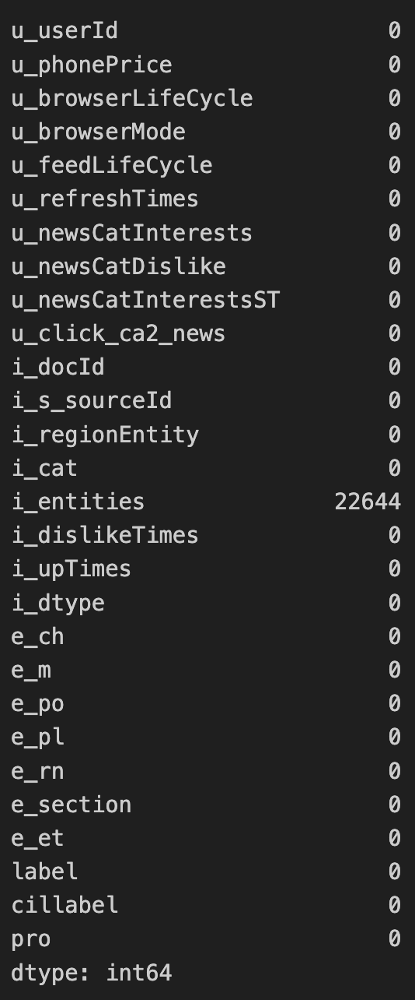 u_userId 0
u_phonePrice 0
u_browserLifeCycle 0
u_browserMode 0
u_feedLifeCycle 0
u_refreshTimes 0
u_newsCatInterests 0
u_newsCatDislike 0
u_newsCatInterestsST 0
u_click_ca2_news 0
i_docId 0
i_s_sourceId 0
i_regionEntity 0
i_cat 0
i_entities 22644
i_dislikeTimes 0
i_upTimes 0
i_dtype 0
e_ch 0
e_m 0
e_po 0
e_pl 0
e_rn 0
e_section 0
e_et 0
label 0
cillabel 0
pro 0
dtype: int64